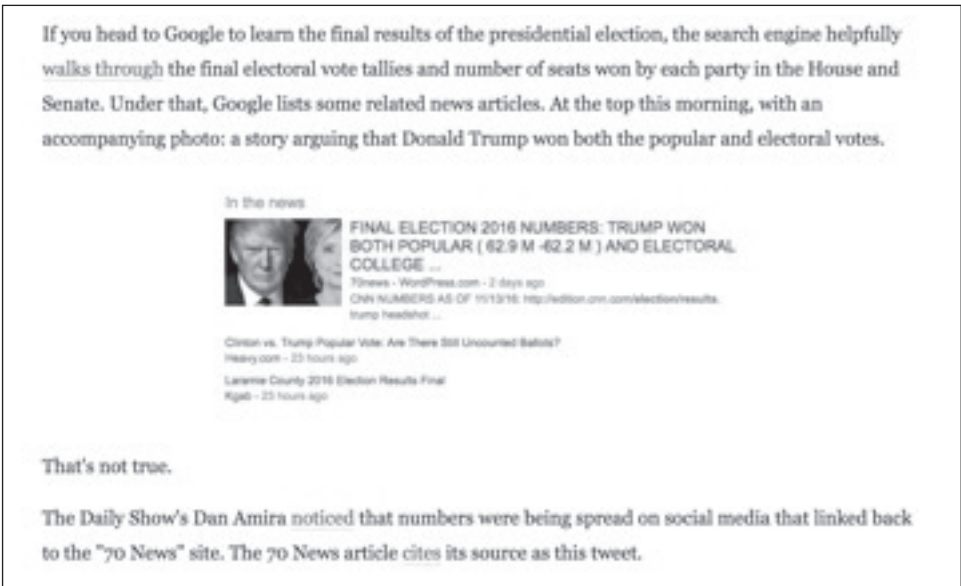 If you head to Google to learn the final results of the presidential election, the search engine helpfully
walks through the final electoral vote tallies and number of seats won by each party in the House and
Senate. Under that, Google lists some related news articles. At the top this morning, with an
accompanying photo: a story arguing that Donald Trump won both the popular and electoral votes.
In the news
FINAL ELECTION 2016 NUMBERS: TRUMP WON
BOTH POPULAR ( 62.9 M -62.2 M ) AND ELECTORAL
COLLEGE ...
70news - WordPress.com - 2 days ago
CNN NUMBERS AS OF 11/13/16: http://edition.cnn.com/election/results.
trump headshot ...
Clinton vs. Trump Popular Vote: Are There Still Uncounted Ballots?
Heavy.com - 23 hours ago
Laramie County 2016 Election Results Final
Kgab - 23 hours ago
That's not true.
The Daily Show's Dan Amira noticed that numbers were being spread on social media that linked back
to the "70 News" site. The 70 News article cites its source as this tweet.